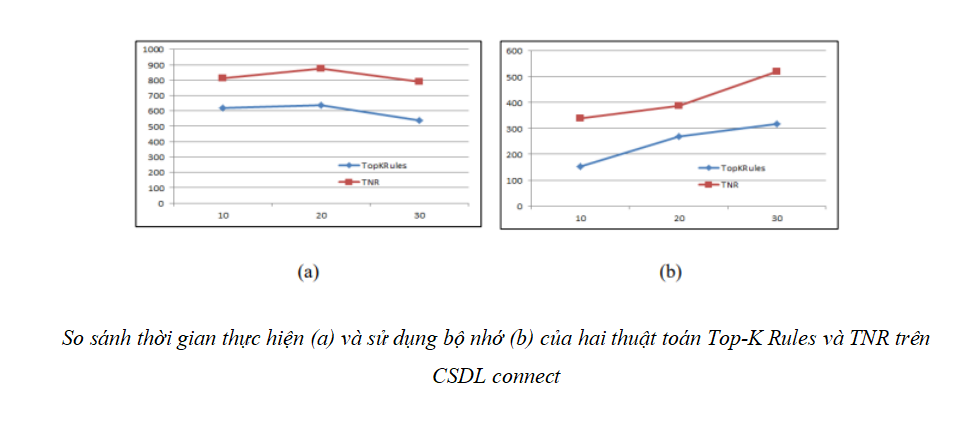 1000
900
800
700
600
500
400
300
200
100
0
10 20 30
TopKRules
TNR
600
500
400
300
200
100
0
10 20 30
TopKRules
TNR
(a) (b)
So sánh thời gian thực hiện (a) và sử dụng bộ nhớ (b) của hai thuật toán Top-K Rules và TNR trên
CSDL connect